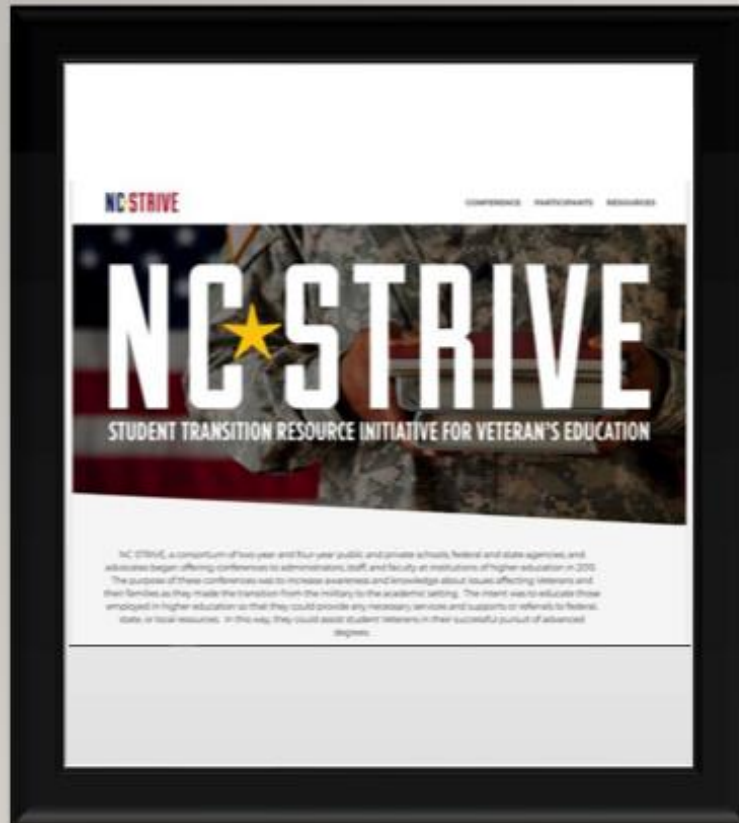 NC STRIVE
CONFERENCE PARTICIPANTS RESOURCES
NC STRIVE
STUDENT TRANSITION RESOURCE INITIATIVE FOR VETERAN'S EDUCATION
NC STRIVE, a consortium of two year and four year public and private schools, federal and state agencies, and
advocates began offering conferences to administrators, staff, and faculty at institutions of higher education in
The purpose of these conferences was to increase awareness and knowledge about issues affecting Veterans and
their families as they made the transition from the military to the academic setting. The intent was to educate those
employed in higher education so that they could provide any necessary services and supports or referrals to federal,
state, or local resources. In this way, they could assist student Veterans in their successful pursuit of advanced
degrees.